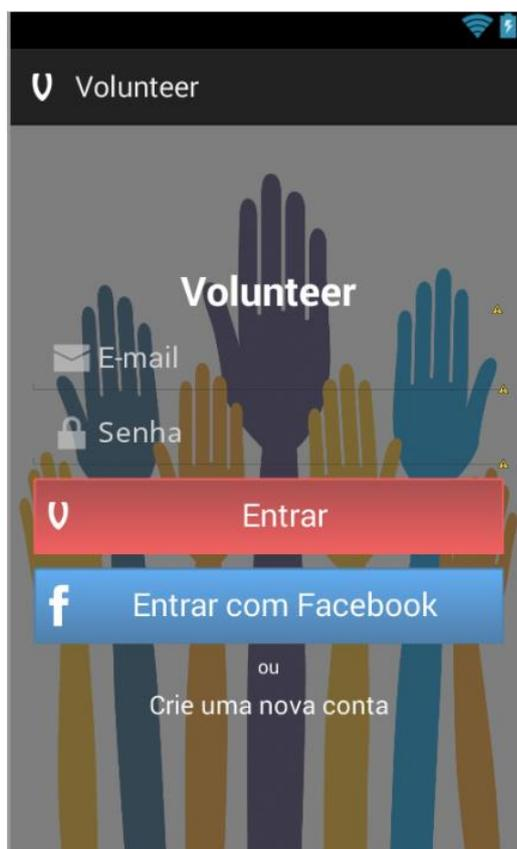 Volunteer
Volunteer
E-mail
Senha
Entrar
Entrar com Facebook
ou
Crie uma nova conta